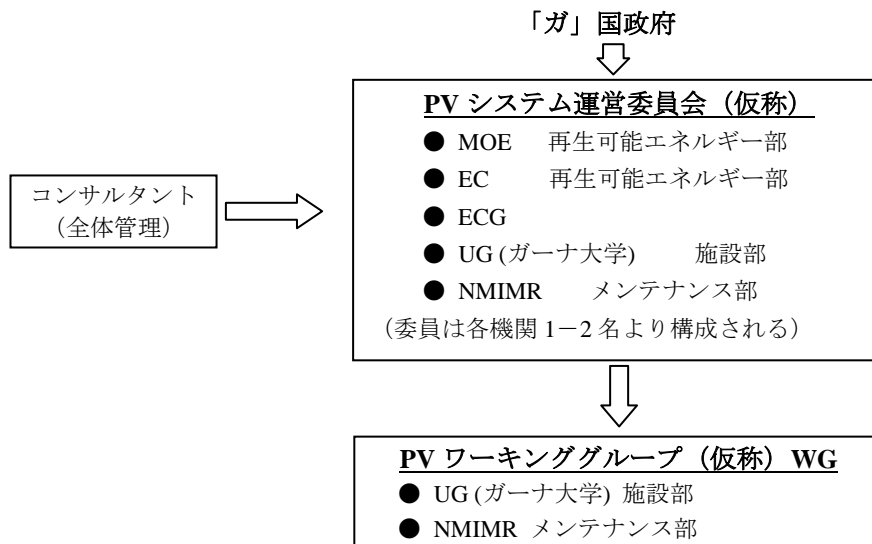 「ガ」国政府
PV システム運営委員会（仮称）
● MOE 再生可能エネルギー部
● EC 再生可能エネルギー部
● ECG
● UG (ガーナ大学) 施設部
● NMIMR メンテナンス部
（委員は各機関 1－2 名より構成される）
コンサルタント
（全体管理）
PV ワーキンググループ（仮称）WG
● UG (ガーナ大学) 施設部
● NMIMR メンテナンス部